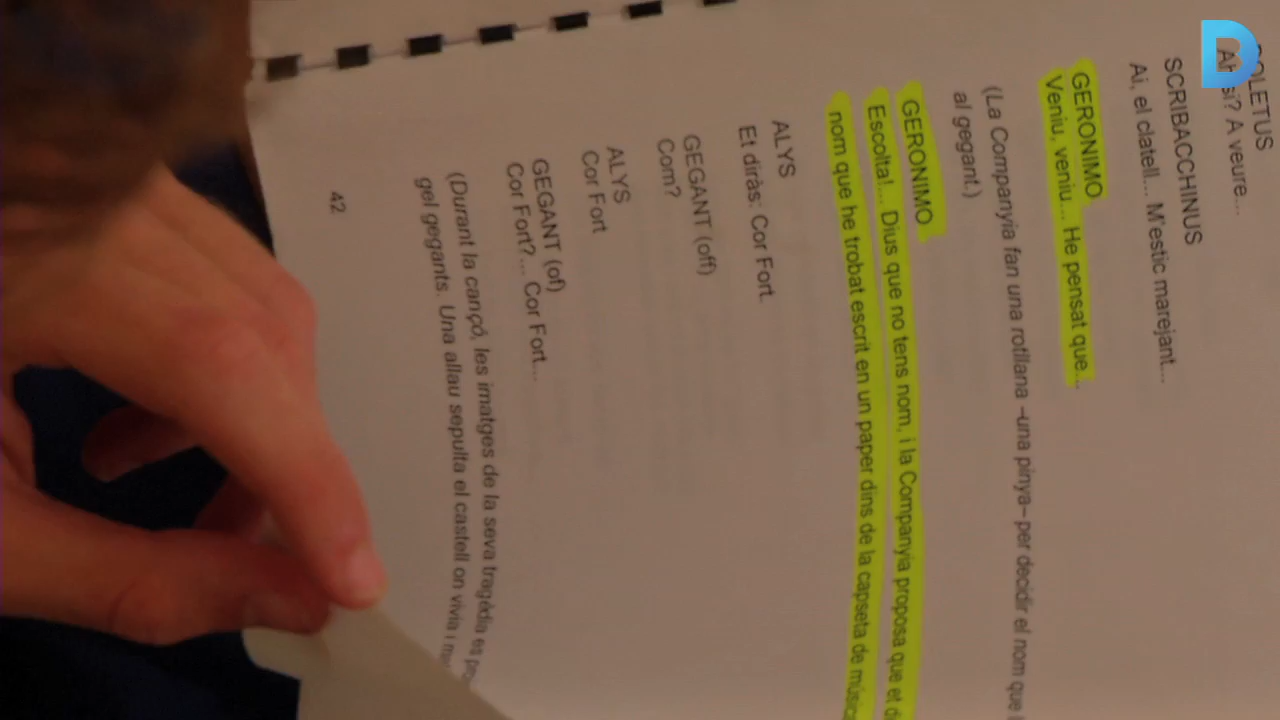 BOLETUS
Ah si? A veure...
SCRIBACCHINUS
Ai, el clatell... M'estic marejant...
GERONIMO
Veniu, veniu... He pensat que...
(La Companyia fan una rotllana –una pinya– per decidir el nom que
al gegant.)
GERONIMO
Escolta!... Dius que no tens nom, i la Companyia proposa que et
nom que he trobat escrit en un paper dins de la capseta de
ALYS
Et diràs: Cor Fort.
GEGANT (off)
Com?
ALYS
Cor Fort
GEGANT (of)
Cor Fort?... Cor Fort...
(Durant la cançó, les imatges de la seva tragèdia es
gel gegants. Una allau sepulta el castell on vivia i
42
D